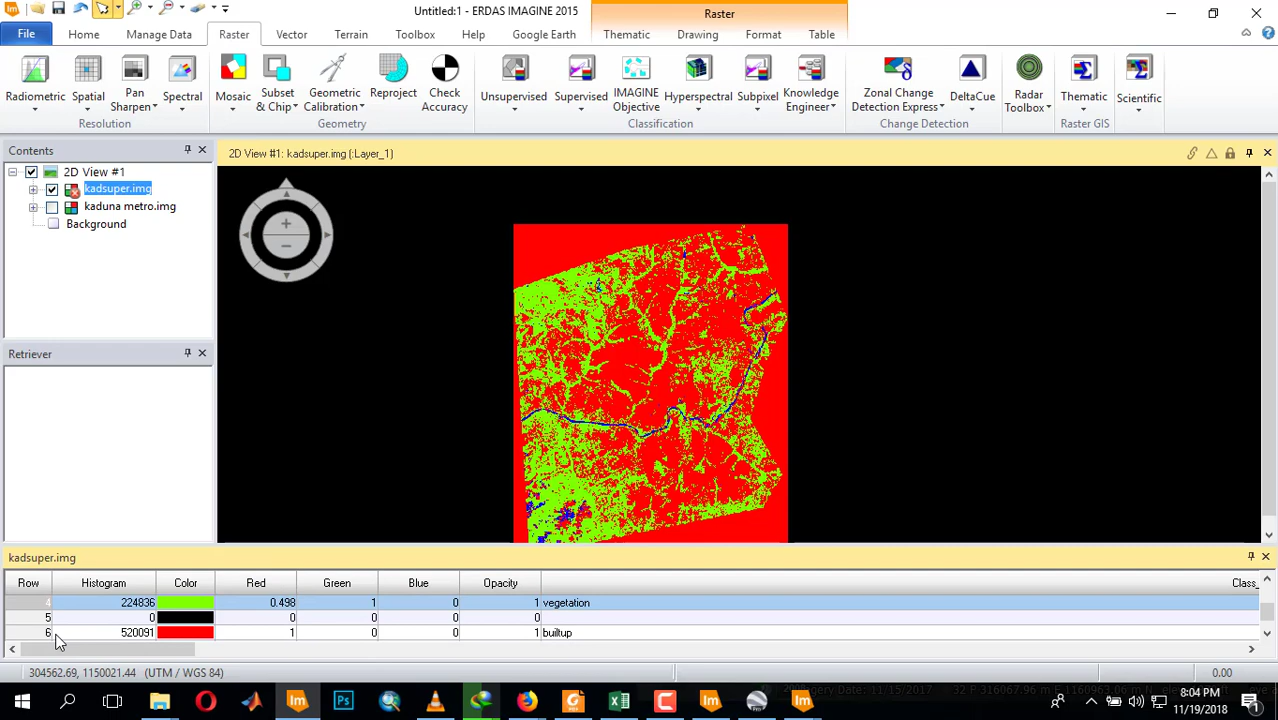 Untitled:1 - ERDAS IMAGINE 2015
Raster
File
Home
Manage Data
Raster
Vector
Terrain
Toolbox
Help
Google Earth
Thematic
Drawing
Format
Table
Radiometric
Spatial
Pan
Sharpen
Spectral
Mosaic
Subset
& Chip
Geometric
Calibration
Reproject
Check
Accuracy
Unsupervised
Supervised
IMAGINE
Objective
Hyperspectral
Subpixel
Knowledge
Engineer
Zonal Change
Detection Express
DeltaCue
Radar
Toolbox
Thematic
Scientific
Resolution
Geometry
Classification
Change Detection
Raster GIS
Contents
2D View #1
kadsuper.img
kaduna metro.img
Background
2D View #1: kadsuper.img (:Layer_1)
Retriever
kadsuper.img
Row Histogram Color Red Green Blue Opacity Class_
4 224836 0.498 1 0 1 vegetation
5 0 0 0 0 0
6 520091 1 0 0 1 builtup
304562.69, 1150021.44 (UTM / WGS 84)
0.00
8:04 PM
11/19/2018